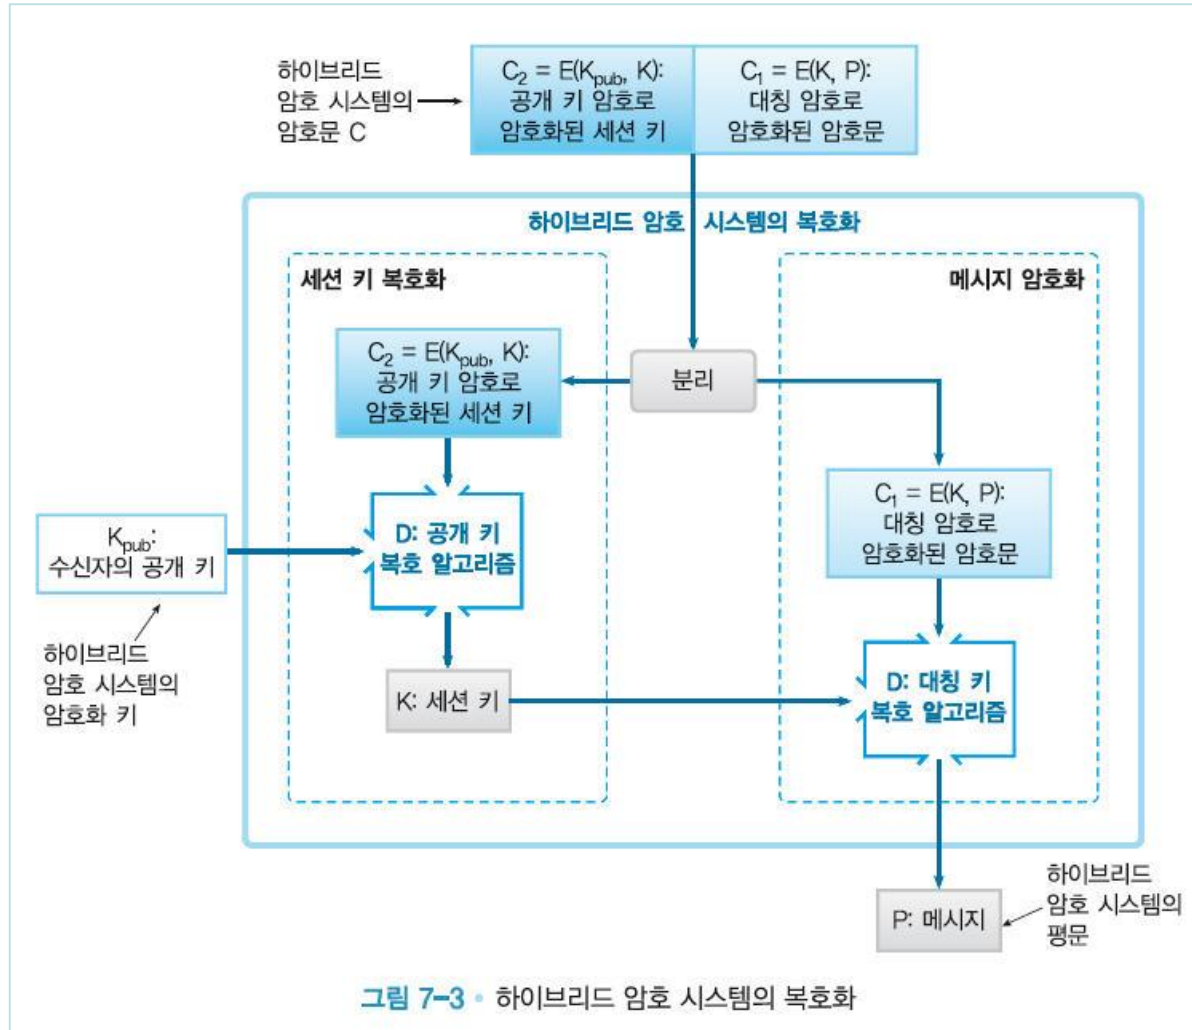 하이브리드
암호 시스템의
암호문 C
C₂ = E(Kpub, K):
공개 키 암호로
암호화된 세션 키
C₁ = E(K, P):
대칭 암호로
암호화된 암호문
하이브리드 암호 시스템의 복호화
세션 키 복호화
메시지 암호화
C₂ = E(Kpub, K):
공개 키 암호로
암호화된 세션 키
분리
C₁ = E(K, P):
대칭 암호로
암호화된 암호문
Kpub:
수신자의 공개 키
D: 공개 키
복호 알고리즘
하이브리드
암호 시스템의
암호화 키
K: 세션 키
D: 대칭 키
복호 알고리즘
P: 메시지
하이브리드
암호 시스템의
평문
그림 7-3 • 하이브리드 암호 시스템의 복호화